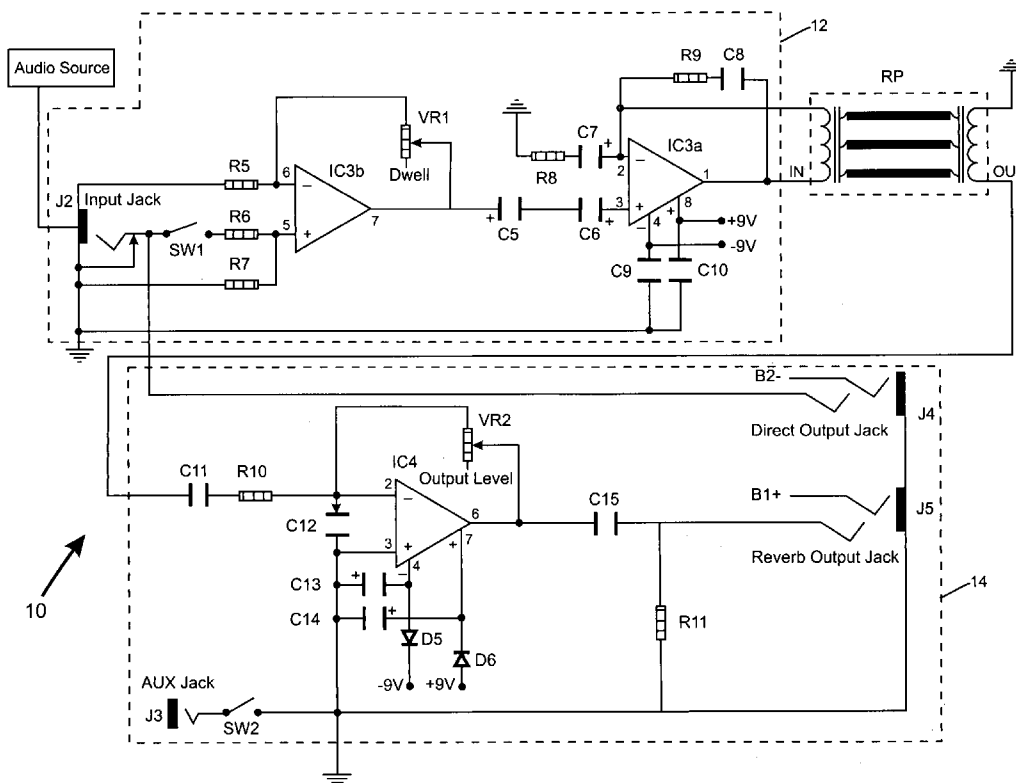 12
Audio Source
R9 C8
RP
VR1
C7
IC3a
R5
IC3b
R8
2
1
IN
OU
6
Dwell
8
J2
Input Jack
R6
7
5
3
4
+9V
SW1
C5
C6
-9V
R7
C9
C10
B2-
J4
VR2
Direct Output Jack
IC4
C11
R10
Output Level
2
C15
B1+
J5
C12
6
7
3
Reverb Output Jack
4
C13
14
10
C14
R11
D5
D6
AUX Jack
-9V +9V
J3
SW2